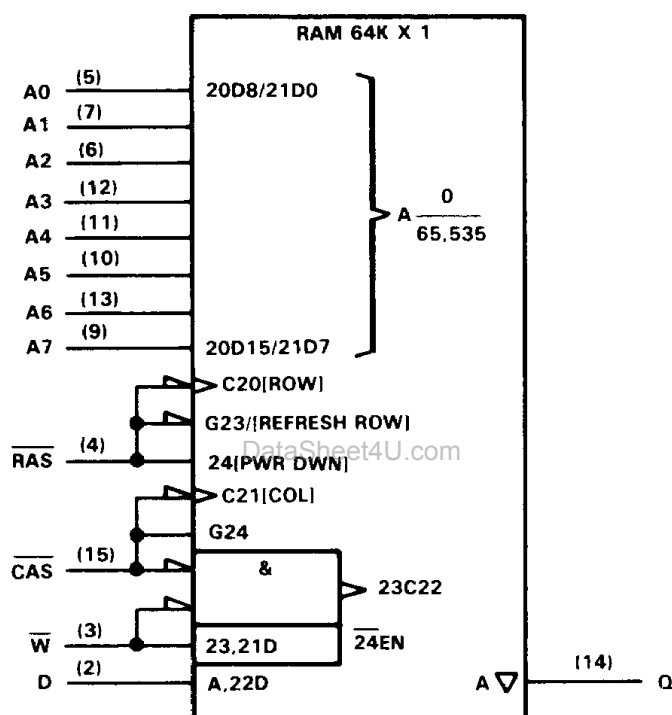 RAM 64K X 1
A0 (5) 20D8/21D0
A1 (7)
A2 (6)
A3 (12)
A4 (11)
A 0
65,535
A5 (10)
A6 (13)
A7 (9) 20D15/21D7
C20[ROW]
G23/[REFRESH ROW]
DataSheet4U.com
RAS (4) 24[PWR DWN]
C21[COL]
G24
CAS (15) &
23C22
W (3) 23,21D 24EN
D (2) A,22D A ▽ (14) Q